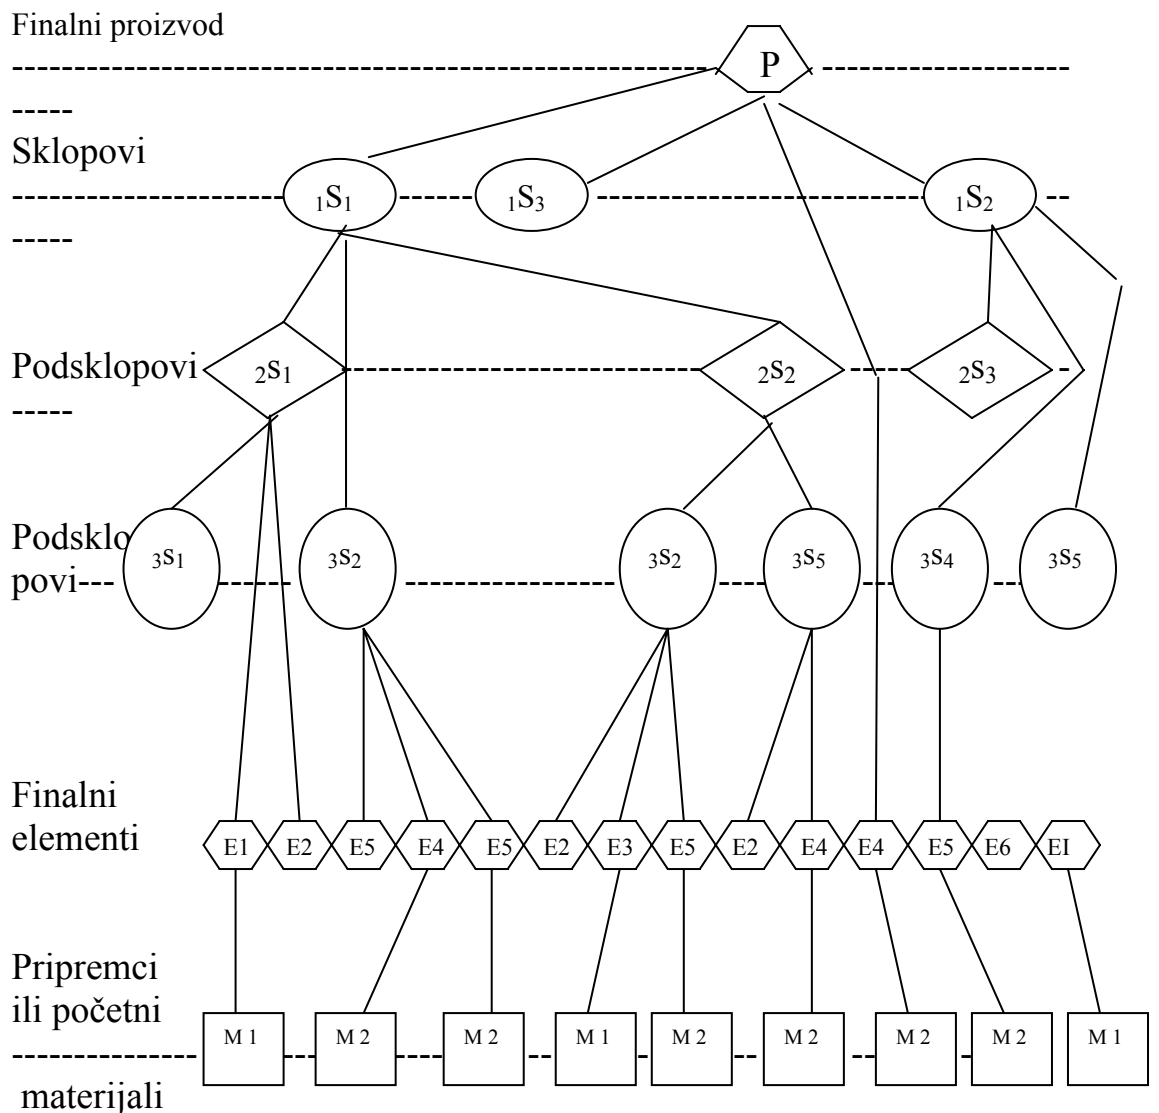 Finalni proizvod
P
Sklopovi
1S1 1S3 1S2
Podsklopovi 2S1 2S2 2S3
Podsklo
povi
3S1 3S2 3S2 3S5 3S4 3S5
Finalni
elementi
E1 E2 E5 E4 E5 E2 E3 E5 E2 E4 E4 E5 E6 EI
Pripremci
ili početni
M 1 M 2 M 2 M 1 M 2 M 2 M 2 M 2 M 1
materijali